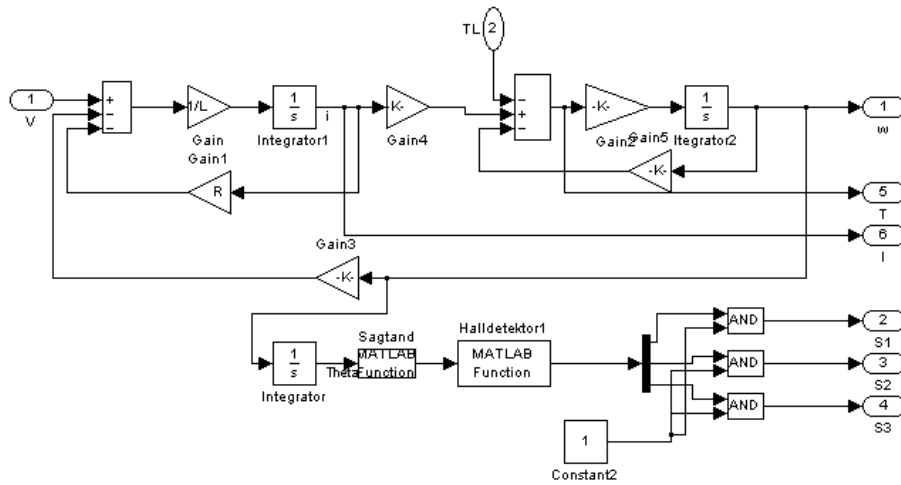 TL
2
1
V
+
−
−
1/L
Gain
Gain1
1
s
Integrator1
i
K-
Gain4
−
+
−
-K-
Gain2
Gain5
1
s
Itegrator2
1
w
R
-K-
5
T
6
I
Gain3
-K-
1
s
Integrator
Theta
Sagtand
MATLAB
Function
Halldetektor1
MATLAB
Function
AND
2
S1
AND
3
S2
AND
4
S3
1
Constant2